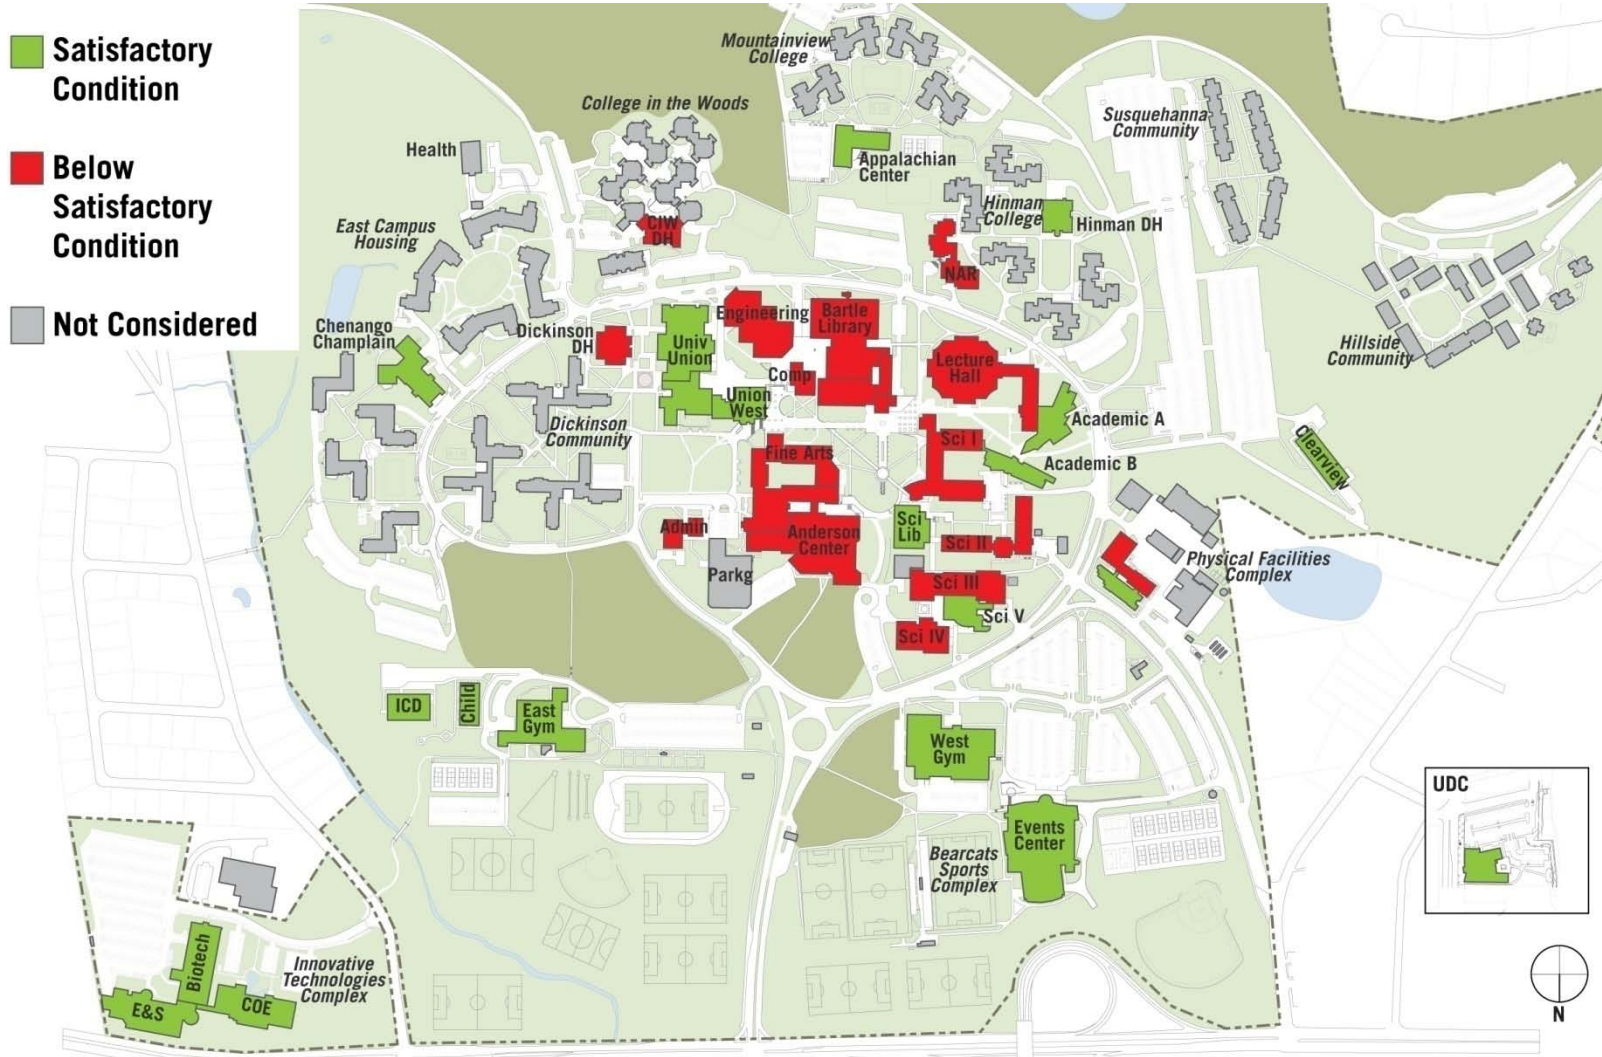 Satisfactory
Condition
Below
Satisfactory
Condition
Not Considered
Mountainview
College
College in the Woods
Susquehanna
Community
Health
Appalachian
Center
Hinman
College
Hinman DH
East Campus
Housing
CIW
DH
NAR
Chenango
Champlain
Dickinson
DH
Univ
Union
Engineering
Bartle
Library
Lecture
Hall
Hillside
Community
Comp
Union
West
Dickinson
Community
Academic A
Fine Arts
Sci I
Academic B
Clearview
Admin
Anderson
Center
Sci
Lib
Sci II
Parkg
Sci III
Physical Facilities
Complex
Sci V
Sci IV
ICD
Child
East
Gym
West
Gym
UDC
Events
Center
Bearcats
Sports
Complex
Biotech
Innovative
Technologies
Complex
E&S
COE
N